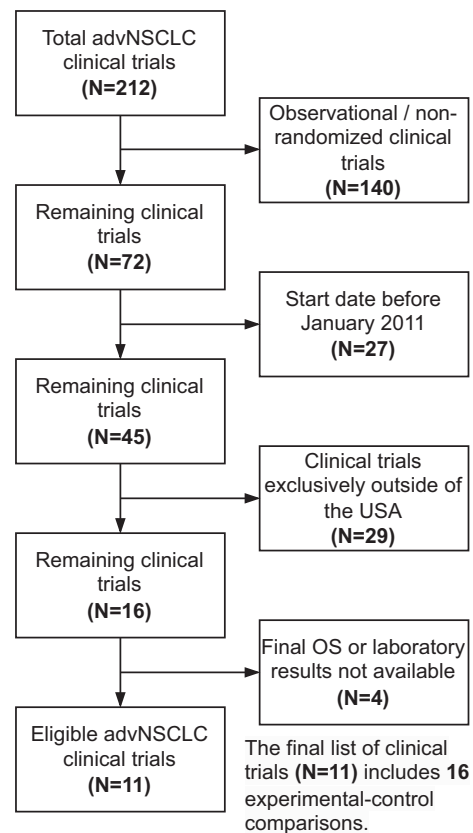 Total advNSCLC
clinical trials
(N=212)
Observational / non-
randomized clinical
trials
(N=140)
Remaining clinical
trials
(N=72)
Start date before
January 2011
(N=27)
Remaining clinical
trials
(N=45)
Clinical trials
exclusively outside of
the USA
(N=29)
Remaining clinical
trials
(N=16)
Final OS or laboratory
results not available
(N=4)
Eligible advNSCLC
clinical trials
(N=11)
The final list of clinical
trials (N=11) includes 16
experimental-control
comparisons.